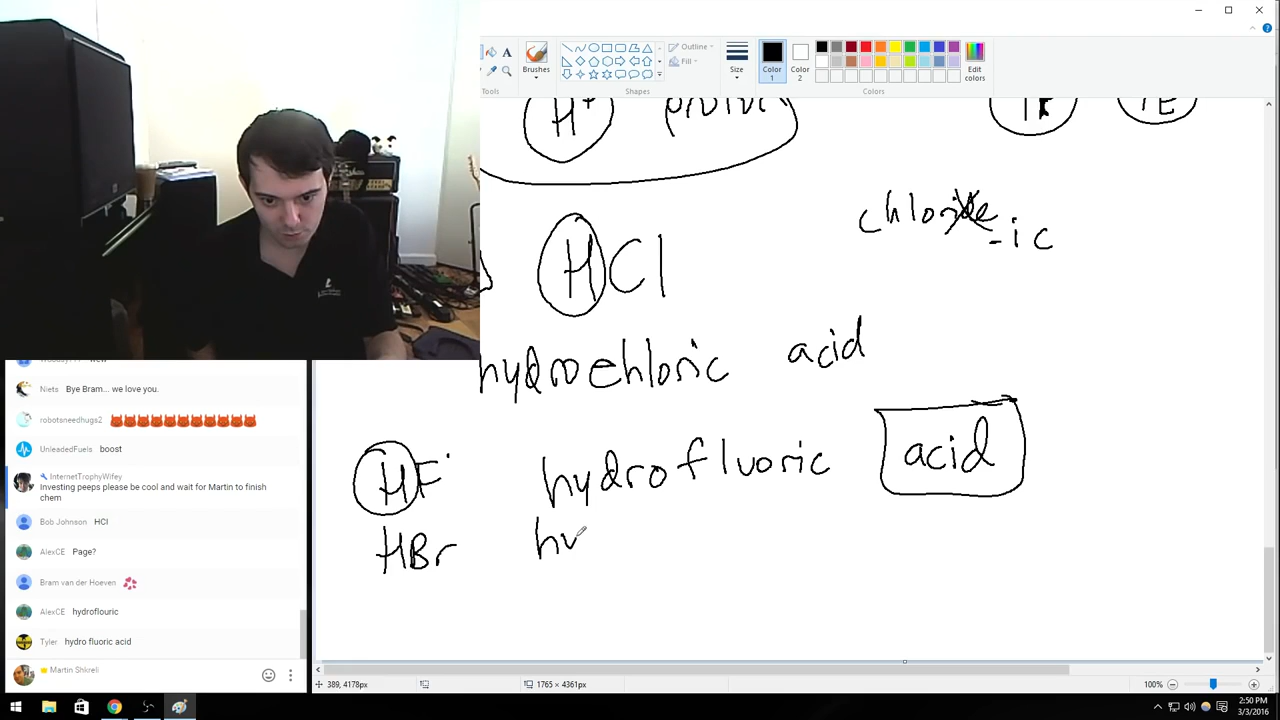 Outline
Fill
Brushes
Size
Color 1
Color 2
Edit colors
Tools
Shapes
Colors
H+
chloride -ic
HCl
hydrochloric acid
HF hydrofluoric acid
HBr hy
Niets Bye Bram... we love you.
robotsneedhugs2
UnleadedFuels boost
InternetTrophyWifey
Investing peeps please be cool and wait for Martin to finish
chem
Bob Johnson HCl
AlexCE Page?
Bram van der Hoeven
AlexCE hydroflouric
Tyler hydro fluoric acid
Martin Shkreli
389, 4178px
1765 × 4361px
100%
2:50 PM
3/3/2016